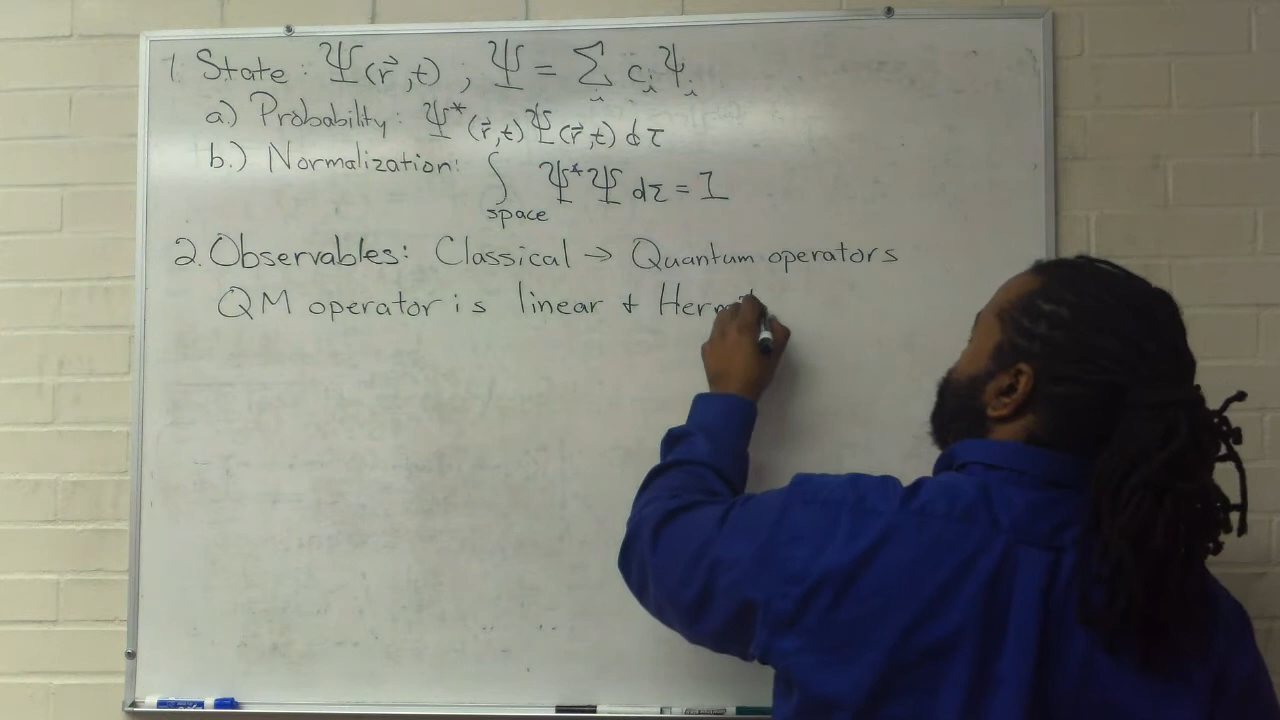 1. State: Ψ(r⃗,t) ; Ψ = Σᵢ cᵢψᵢ
a.) Probability: Ψ*(r⃗,t)Ψ(r⃗,t) dτ
b.) Normalization: ∫space Ψ*Ψ dτ = 1
2. Observables: Classical → Quantum operators
QM operator is linear + Herm